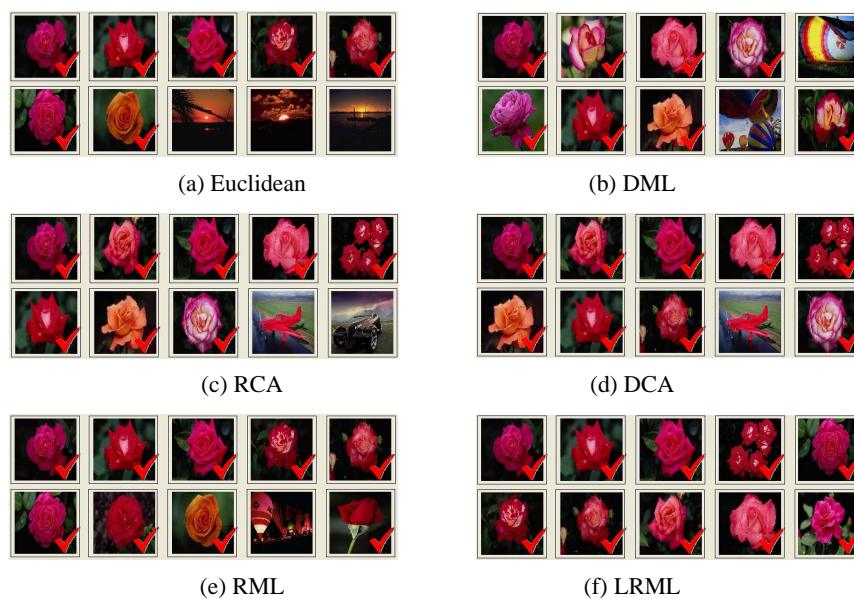 (a) Euclidean
(b) DML
(c) RCA
(d) DCA
(e) RML
(f) LRML